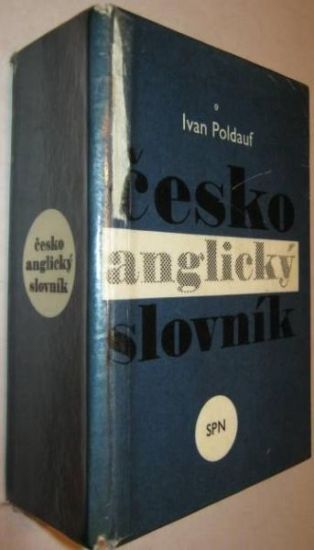 Ivan Poldauf
česko
anglický
slovník
SPN
česko
anglický
slovník